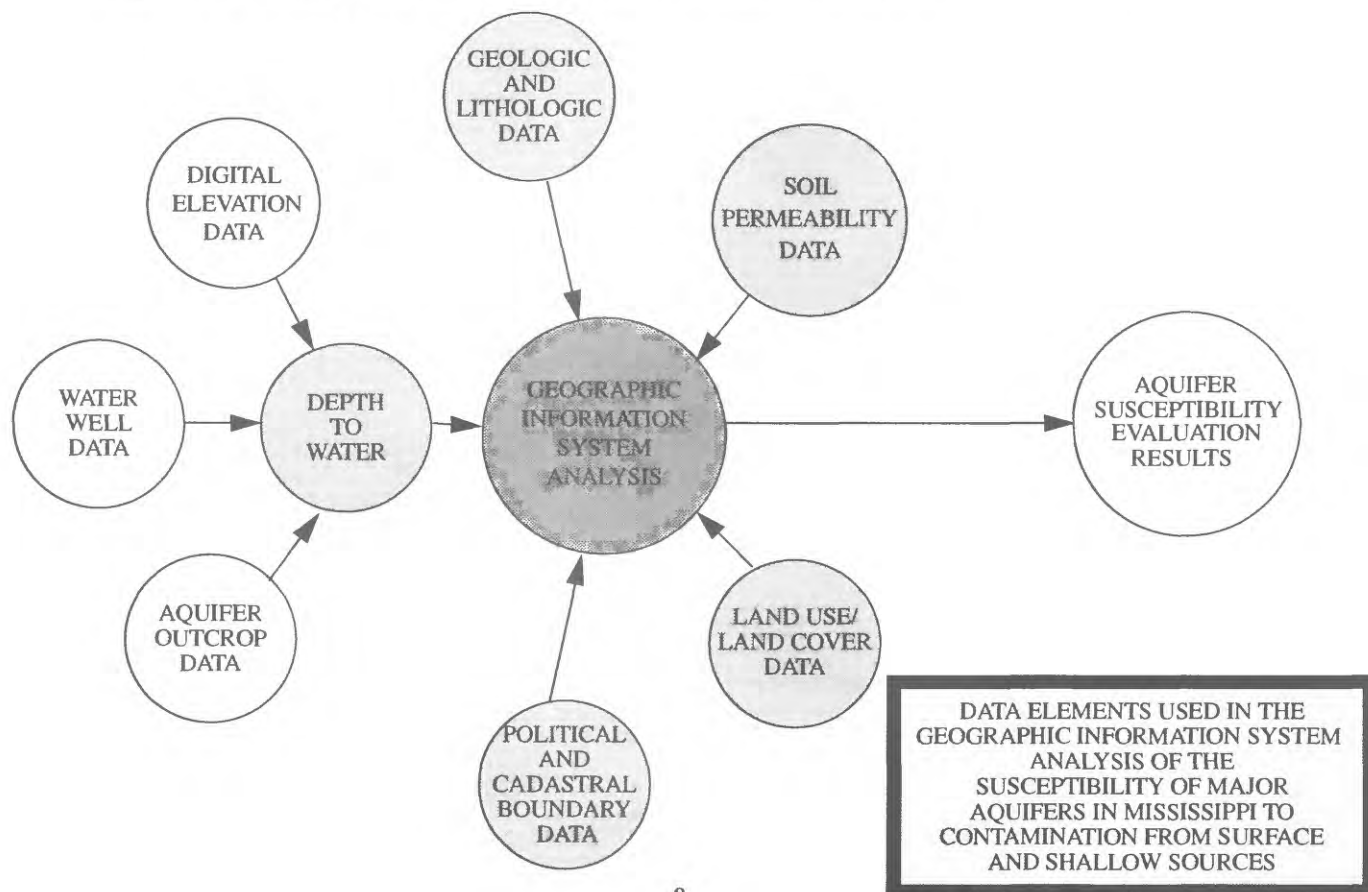 GEOLOGIC
AND
LITHOLOGIC
DATA
DIGITAL
ELEVATION
DATA
SOIL
PERMEABILITY
DATA
WATER
WELL
DATA
DEPTH
TO
WATER
GEOGRAPHIC
INFORMATION
SYSTEM
ANALYSIS
AQUIFER
SUSCEPTIBILITY
EVALUATION
RESULTS
AQUIFER
OUTCROP
DATA
LAND USE/
LAND COVER
DATA
POLITICAL
AND
CADASTRAL
BOUNDARY
DATA
DATA ELEMENTS USED IN THE
GEOGRAPHIC INFORMATION SYSTEM
ANALYSIS OF THE
SUSCEPTIBILITY OF MAJOR
AQUIFERS IN MISSISSIPPI TO
CONTAMINATION FROM SURFACE
AND SHALLOW SOURCES